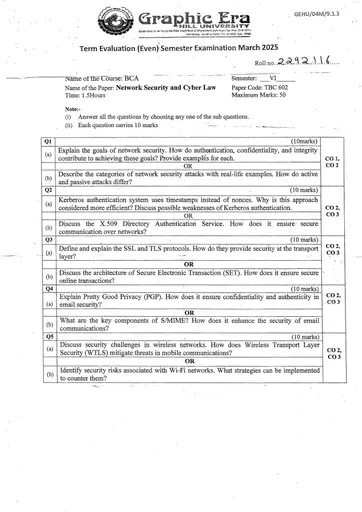 GEHU/04M/9.1.3
Graphic Era
HILL UNIVERSITY
Term Evaluation (Even) Semester Examination March 2025
Roll no. 2292116
Name of the Course: BCA
Semester: VI
Name of the Paper: Network Security and Cyber Law
Paper Code: TBC 602
Time: 1.5Hours
Maximum Marks: 50
Note:-
(i) Answer all the questions by choosing any one of the sub questions.
(ii) Each question carries 10 marks
Q1 (10marks)
(a) Explain the goals of network security. How do authentication, confidentiality, and integrity
contribute to achieving these goals? Provide examples for each.
CO 1,
CO 2
OR
(b) Describe the categories of network security attacks with real-life examples. How do active
and passive attacks differ?
Q2 (10 marks)
(a) Kerberos authentication system uses timestamps instead of nonces. Why is this approach
considered more efficient? Discuss possible weaknesses of Kerberos authentication.
CO 2,
CO 3
OR
(b) Discuss the X.509 Directory Authentication Service. How does it ensure secure
communication over networks?
Q3 (10 marks)
(a) Define and explain the SSL and TLS protocols. How do they provide security at the transport
layer?
CO 2,
CO 3
OR
(b) Discuss the architecture of Secure Electronic Transaction (SET). How does it ensure secure
online transactions?
Q4 (10 marks)
(a) Explain Pretty Good Privacy (PGP). How does it ensure confidentiality and authenticity in
email security?
CO 2,
CO 3
OR
(b) What are the key components of S/MIME? How does it enhance the security of email
communications?
Q5 (10 marks)
(a) Discuss security challenges in wireless networks. How does Wireless Transport Layer
Security (WTLS) mitigate threats in mobile communications?
CO 2,
CO 3
OR
(b) Identify security risks associated with Wi-Fi networks. What strategies can be implemented
to counter them?